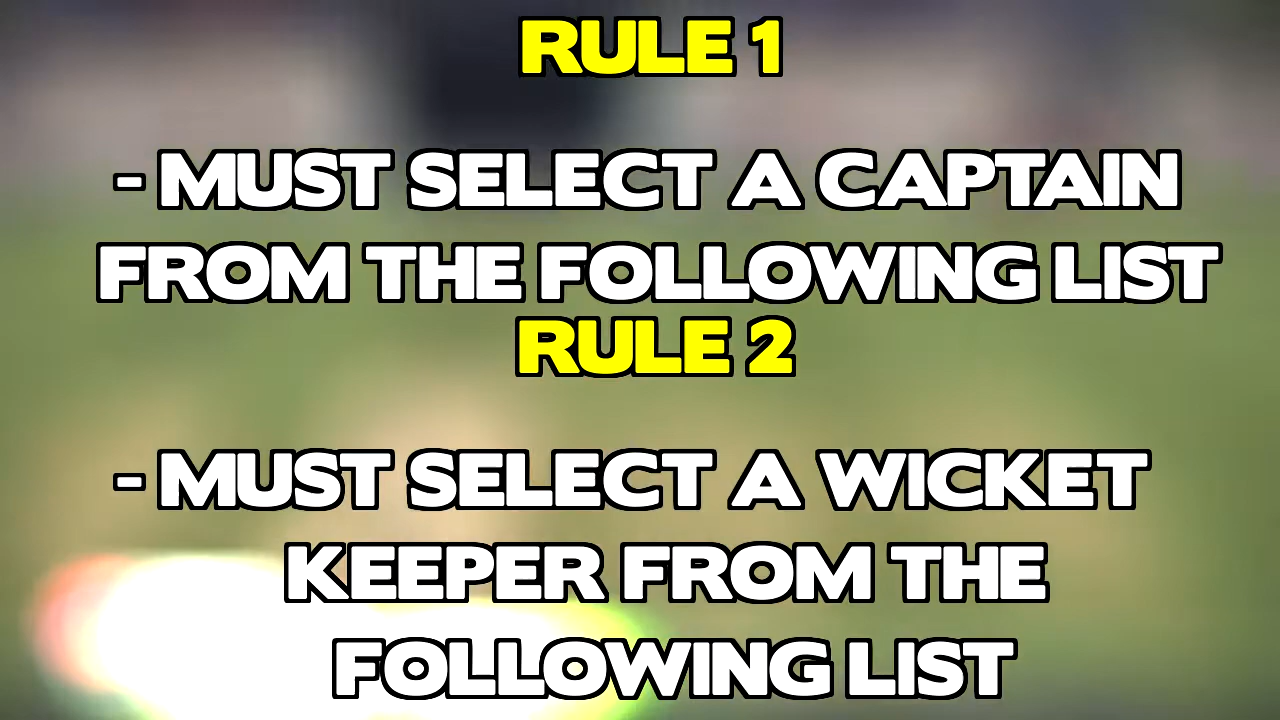 RULE 1
- MUST SELECT A CAPTAIN
FROM THE FOLLOWING LIST
RULE 2
- MUST SELECT A WICKET
KEEPER FROM THE
FOLLOWING LIST